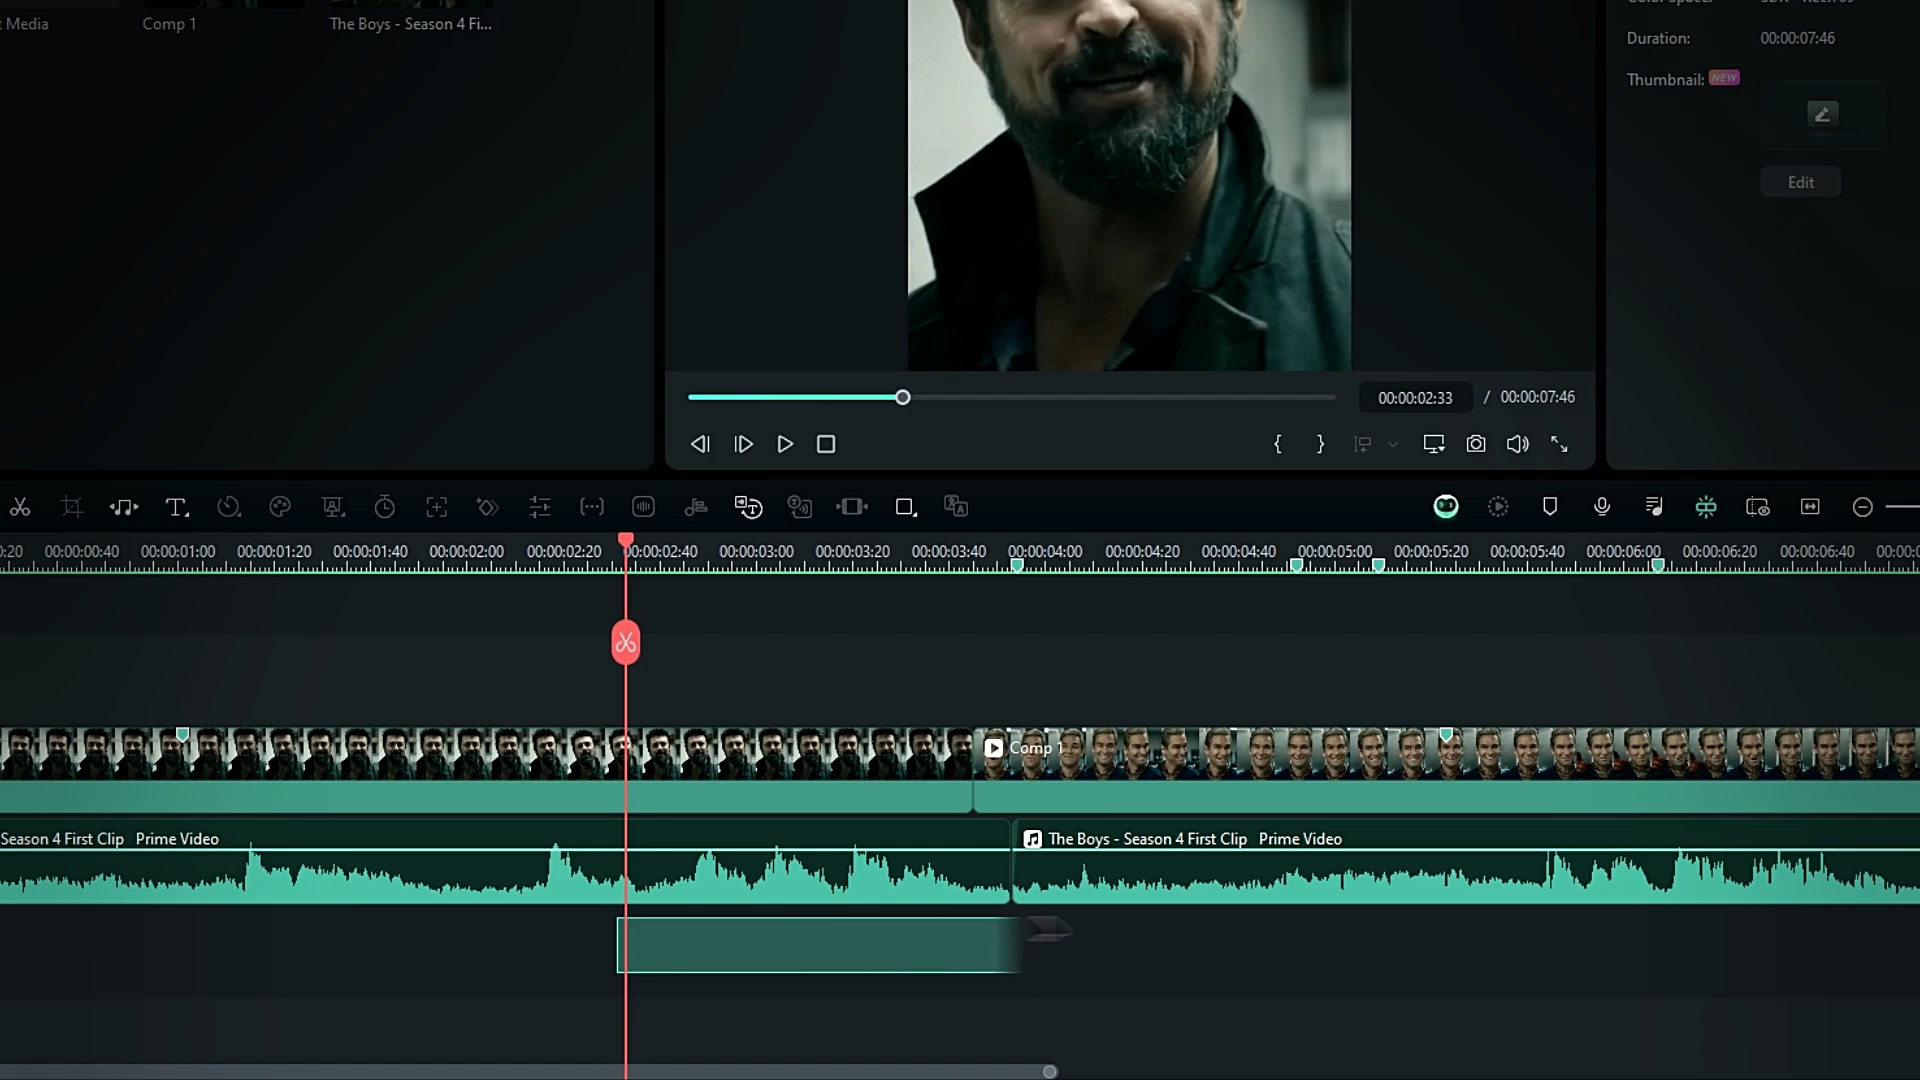 t Media
Comp 1
The Boys - Season 4 Fi...
Duration:
00:00:07:46
Thumbnail: NEW
Edit
00:00:02:33 / 00:00:07:46
0:20 00:00:00:40 00:00:01:00 00:00:01:20 00:00:01:40 00:00:02:00 00:00:02:20 00:00:02:40 00:00:03:00 00:00:03:20 00:00:03:40 00:00:04:00 00:00:04:20 00:00:04:40 00:00:05:00 00:00:05:20 00:00:05:40 00:00:06:00 00:00:06:20 00:00:06:40 00:00:0
Comp 1
Season 4 First Clip Prime Video
The Boys - Season 4 First Clip Prime Video